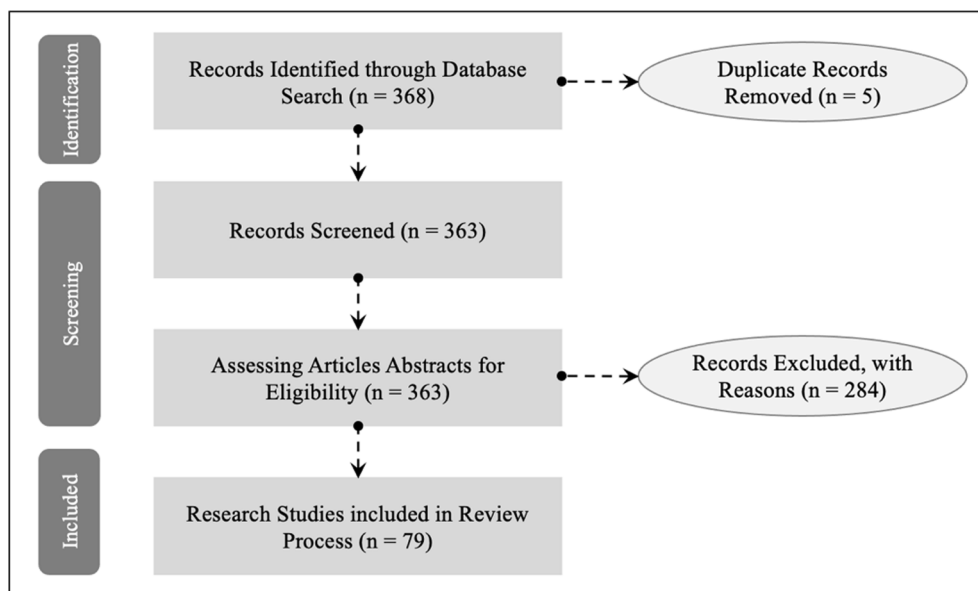 Identification
Records Identified through Database
Search (n = 368)
Duplicate Records
Removed (n = 5)
Screening
Records Screened (n = 363)
Assessing Articles Abstracts for
Eligibility (n = 363)
Records Excluded, with
Reasons (n = 284)
Included
Research Studies included in Review
Process (n = 79)